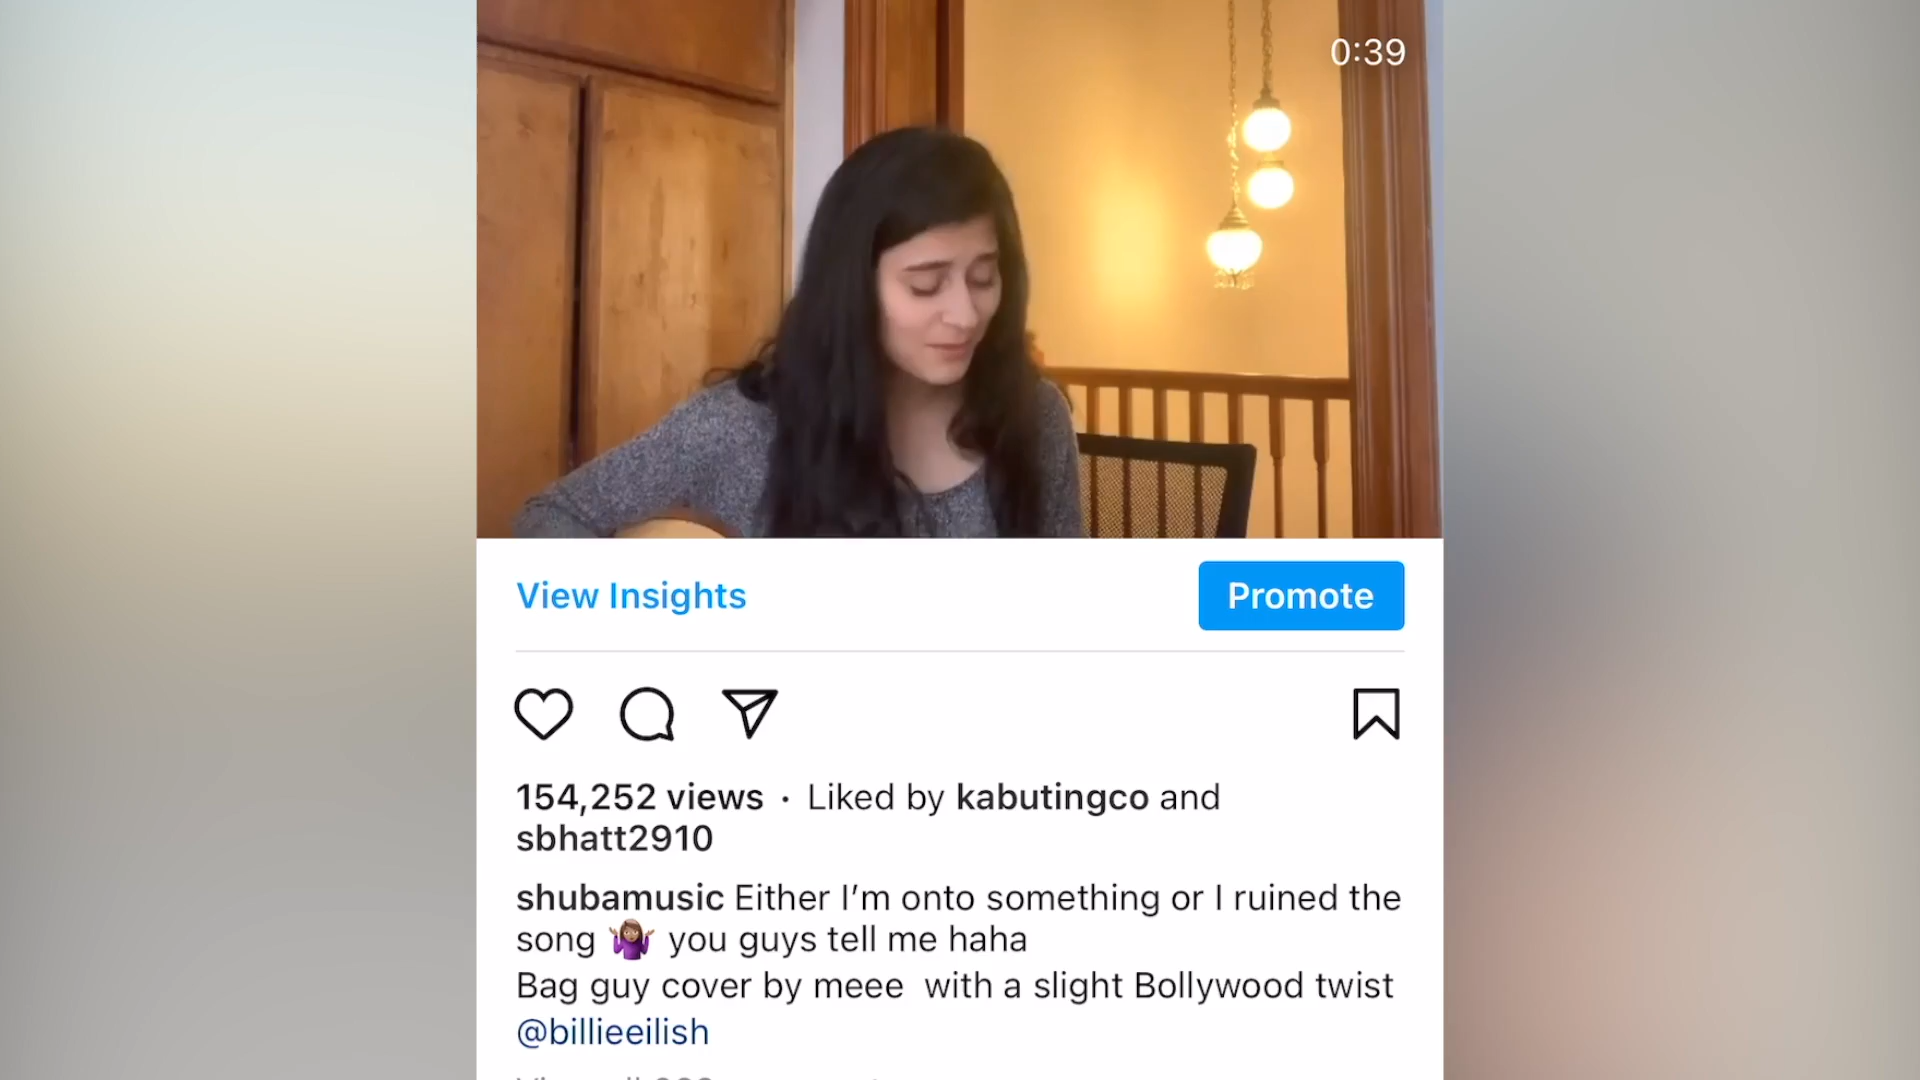 0:39
View Insights
Promote
154,252 views · Liked by kabutingco and
sbhatt2910
shubamusic Either I’m onto something or I ruined the
song 🤷🏽‍♀️ you guys tell me haha
Bag guy cover by meee  with a slight Bollywood twist
@billieeilish